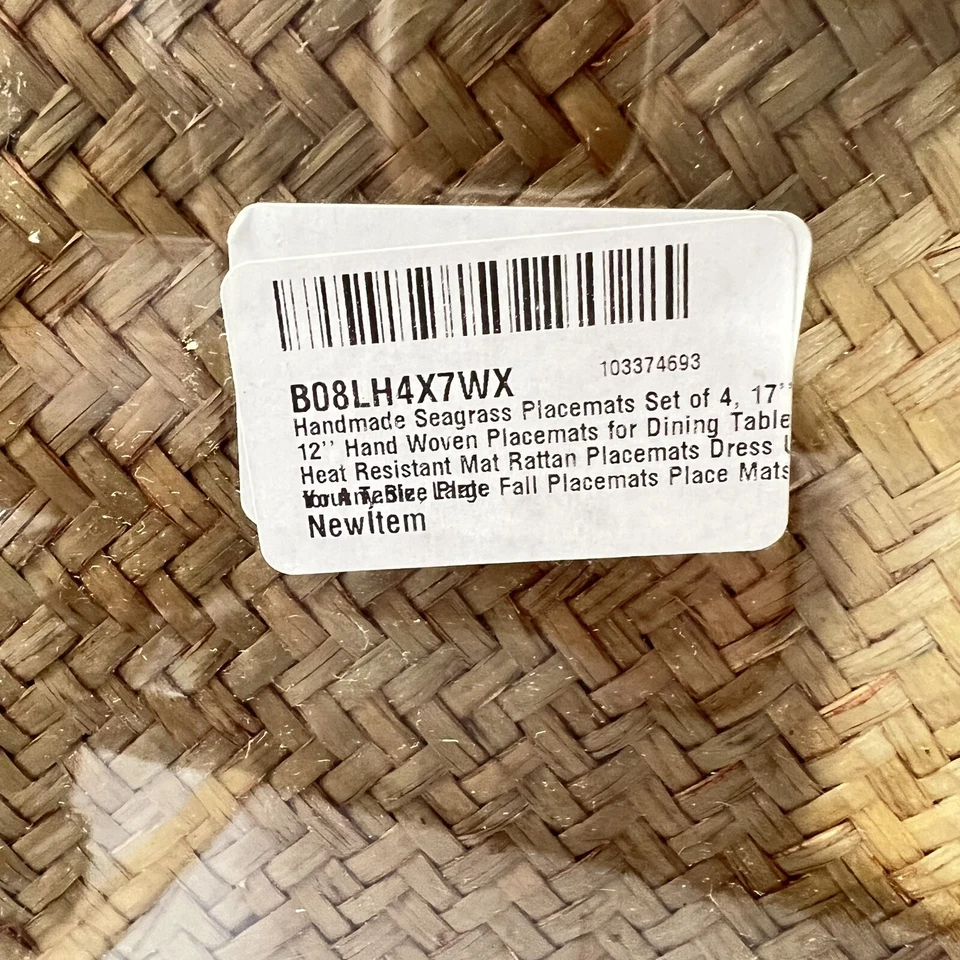 103374693
B08LH4X7WX
Handmade Seagrass Placemats Set of 4, 17''
12'' Hand Woven Placemats for Dining Table
Heat Resistant Mat Rattan Placemats Dress
Fall Placemats Place Mats
NewItem